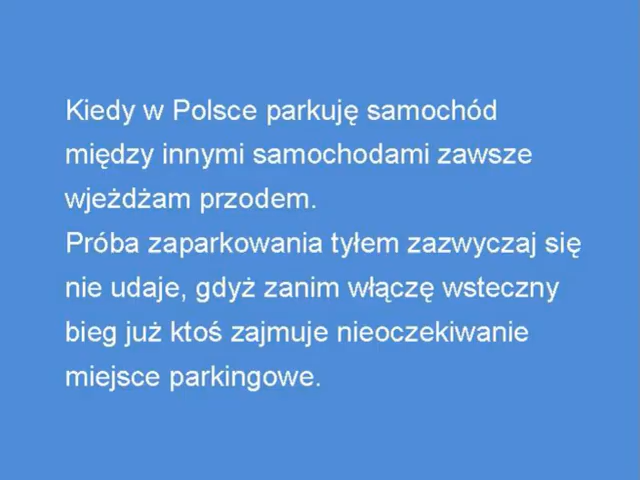 Kiedy w Polsce parkuję samochód
między innymi samochodami zawsze
wjeżdżam przodem.
Próba zaparkowania tyłem zazwyczaj się
nie udaje, gdyż zanim włączę wsteczny
bieg już ktoś zajmuje nieoczekiwanie
miejsce parkingowe.